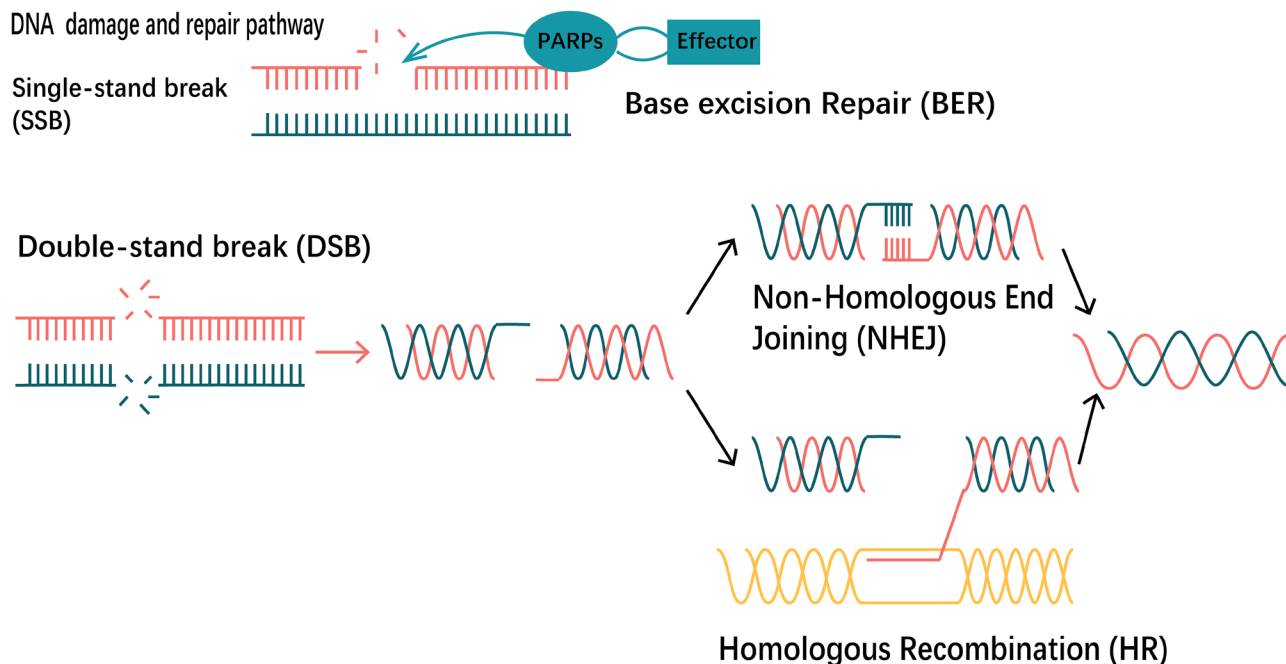 DNA damage and repair pathway
PARPs
Effector
Single-stand break
(SSB)
Base excision Repair (BER)
Double-stand break (DSB)
Non-Homologous End
Joining (NHEJ)
Homologous Recombination (HR)